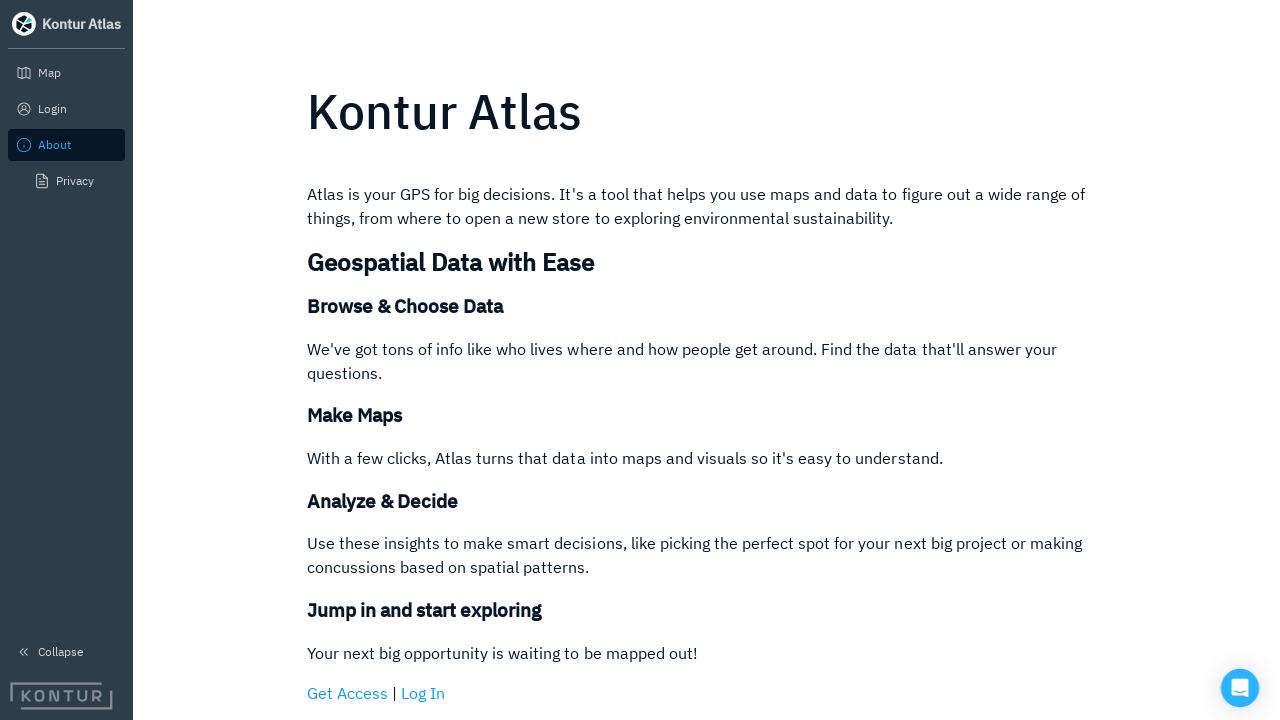 Kontur Atlas
Map
Login
About
Privacy
Collapse
KONTUR
Kontur Atlas
Atlas is your GPS for big decisions. It's a tool that helps you use maps and data to figure out a wide range of
things, from where to open a new store to exploring environmental sustainability.
Geospatial Data with Ease
Browse & Choose Data
We've got tons of info like who lives where and how people get around. Find the data that'll answer your
questions.
Make Maps
With a few clicks, Atlas turns that data into maps and visuals so it's easy to understand.
Analyze & Decide
Use these insights to make smart decisions, like picking the perfect spot for your next big project or making
concussions based on spatial patterns.
Jump in and start exploring
Your next big opportunity is waiting to be mapped out!
Get Access | Log In